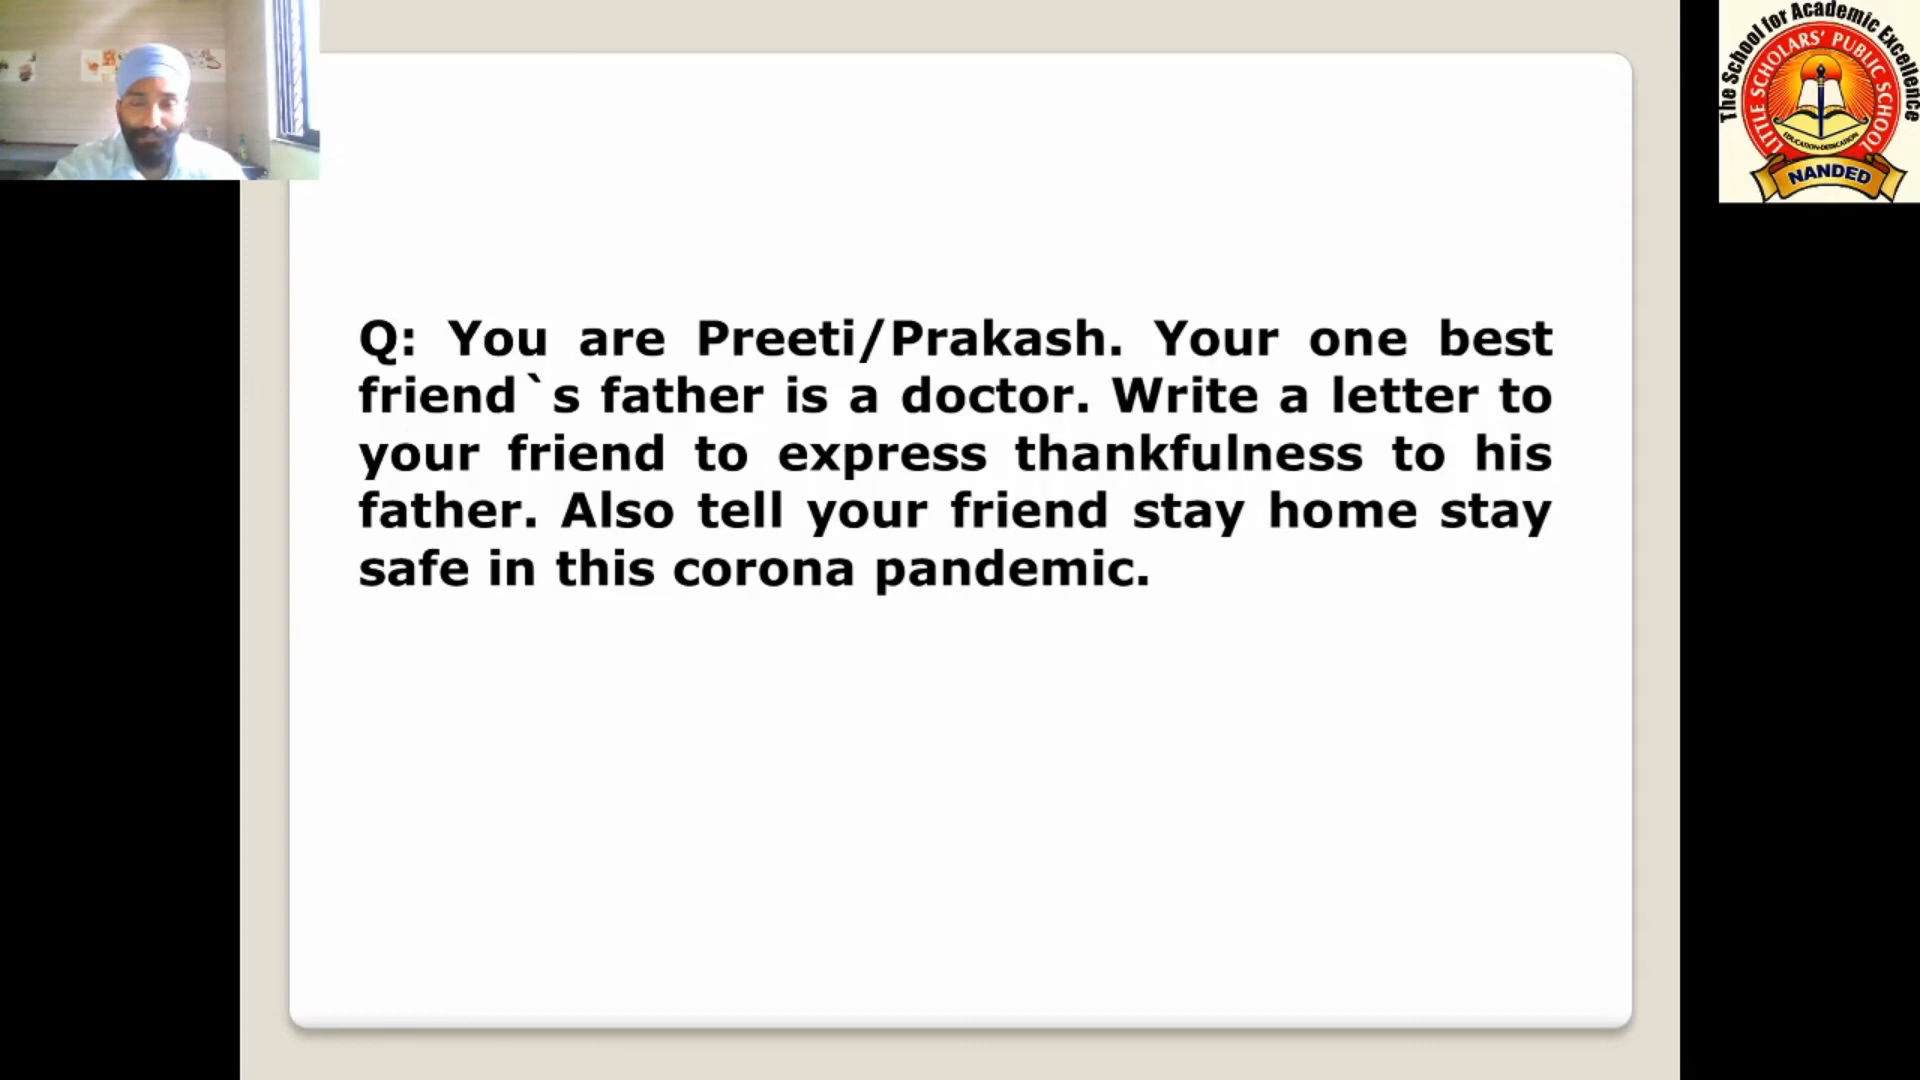 Q: You are Preeti/Prakash. Your one best
friend`s father is a doctor. Write a letter to
your friend to express thankfulness to his
father. Also tell your friend stay home stay
safe in this corona pandemic.
The School for Academic Excellence
LITTLE SCHOLARS' PUBLIC SCHOOL
EDUCATION-DEDICATION
NANDED